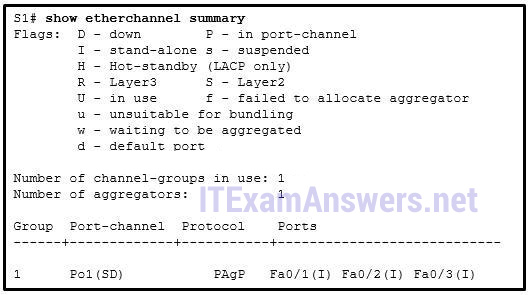 S1# show etherchannel summary
Flags:  D - down        P - in port-channel
        I - stand-alone s - suspended
        H - Hot-standby (LACP only)
        R - Layer3      S - Layer2
        U - in use      f - failed to allocate aggregator
        u - unsuitable for bundling
        w - waiting to be aggregated
        d - default port
Number of channel-groups in use: 1
Number of aggregators:           1
ITExamAnswers.net
Group  Port-channel  Protocol    Ports
------+-------------+-----------+-----------------------------
1      Po1(SD)          PAgP   Fa0/1(I) Fa0/2(I) Fa0/3(I)